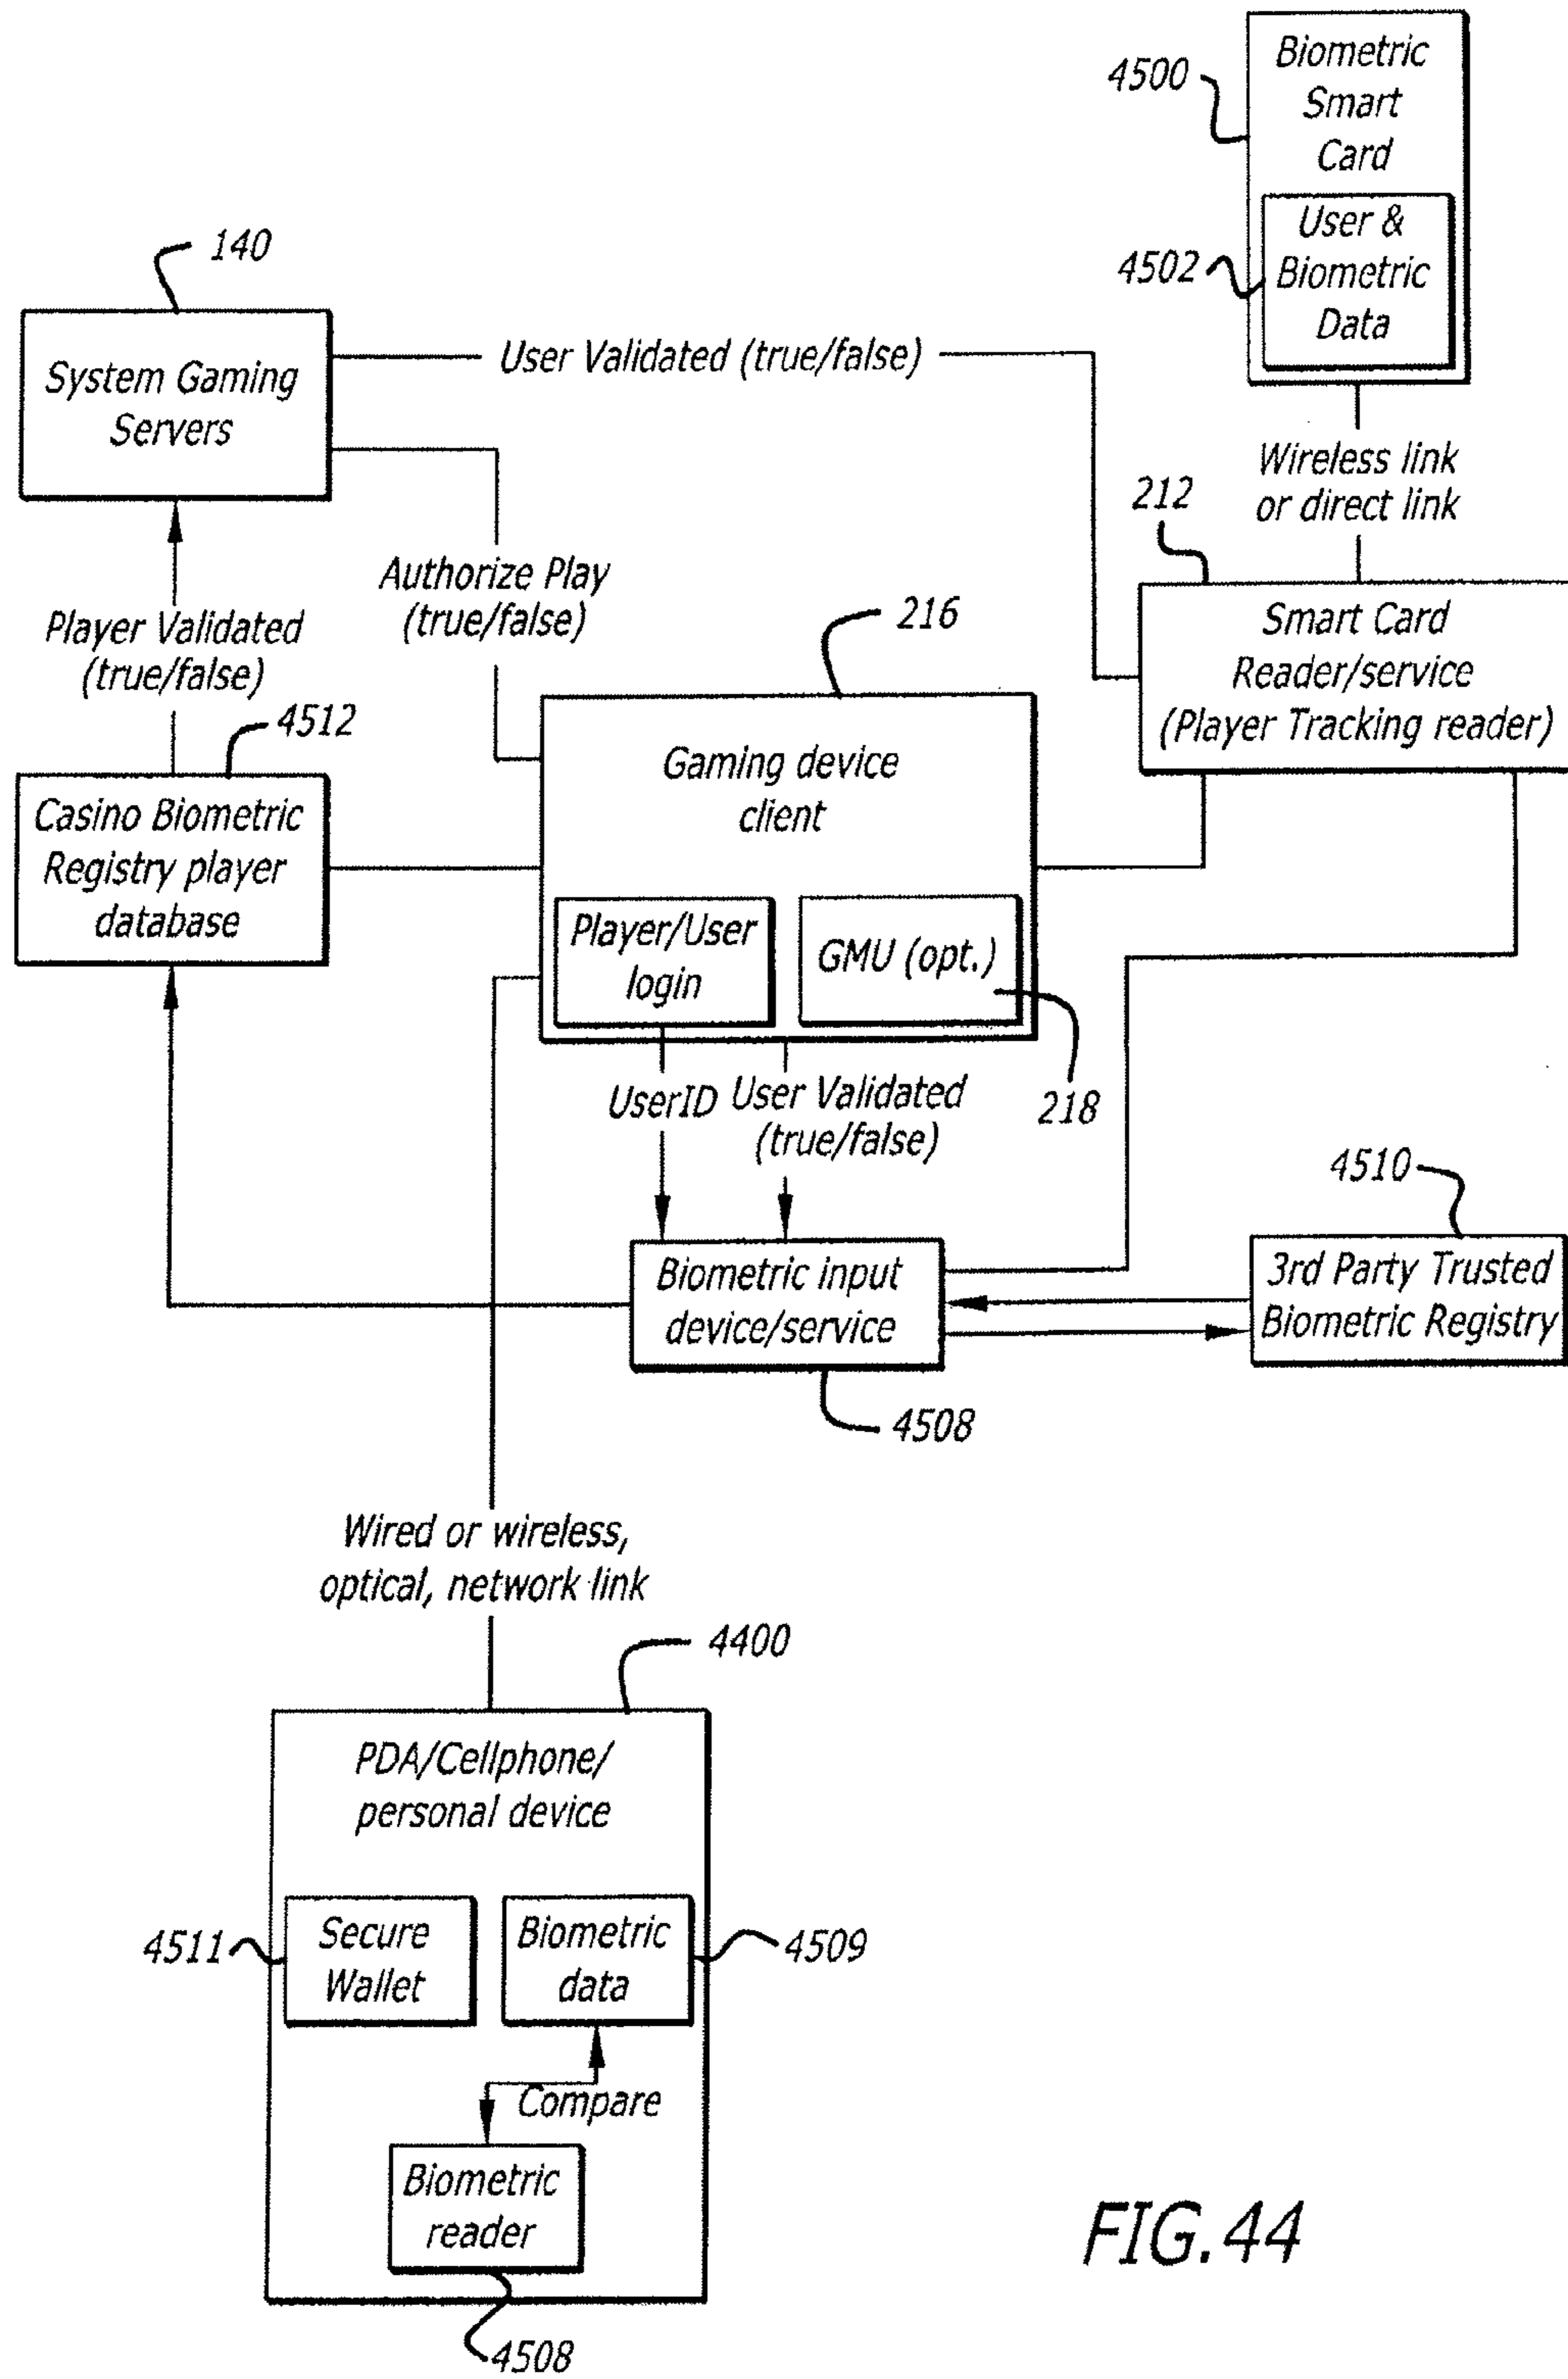 4500
Biometric
Smart
Card
4502
User &
Biometric
Data
140
System Gaming
Servers
User Validated (true/false)
Wireless link
or direct link
212
Authorize Play
(true/false)
Player Validated
(true/false)
216
Smart Card
Reader/service
(Player Tracking reader)
4512
Casino Biometric
Registry player
database
Gaming device
client
Player/User
login
GMU (opt.)
218
UserID
User Validated
(true/false)
4510
Biometric input
device/service
3rd Party Trusted
Biometric Registry
4508
Wired or wireless,
optical, network link
4400
PDA/Cellphone/
personal device
4511
Secure
Wallet
Biometric
data
4509
Compare
Biometric
reader
4508
FIG. 44